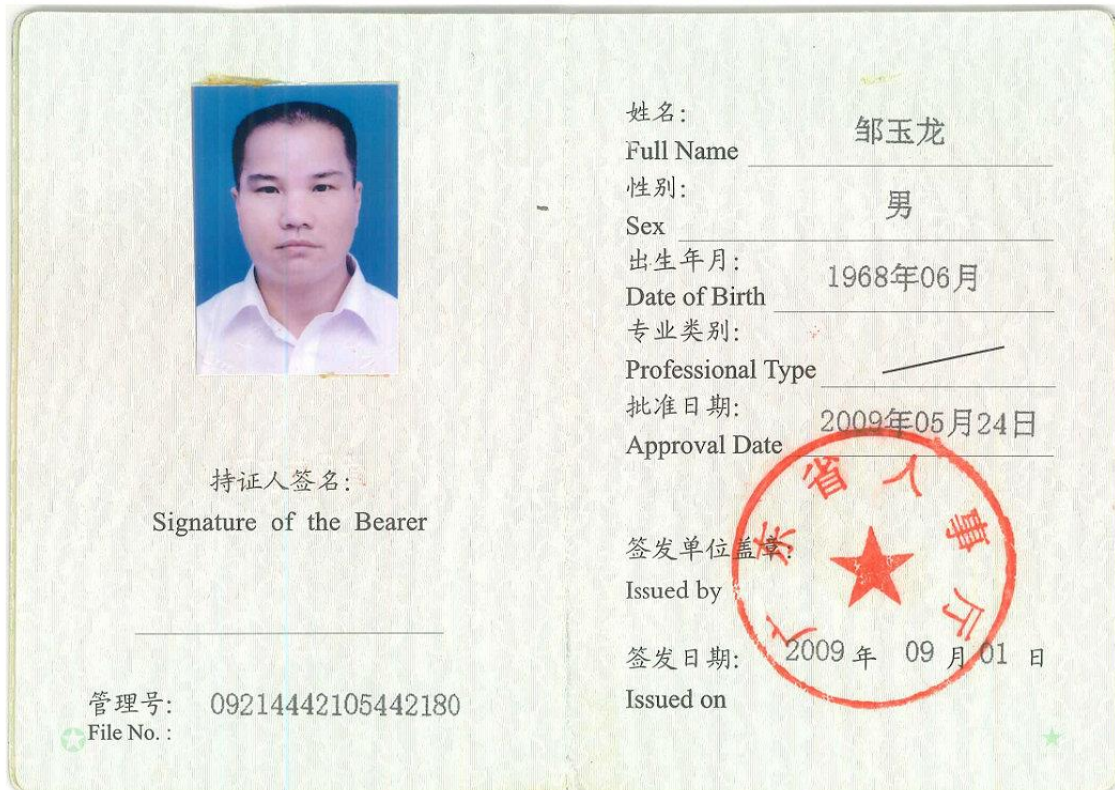 持证人签名:
Signature of the Bearer
管理号: 09214442105442180
File No. :
姓名: 邹玉龙
Full Name
性别: 男
Sex
出生年月: 1968年06月
Date of Birth
专业类别:
Professional Type
批准日期: 2009年05月24日
Approval Date
广东省人事厅
签发单位盖章:
Issued by
签发日期: 2009年 09月01日
Issued on